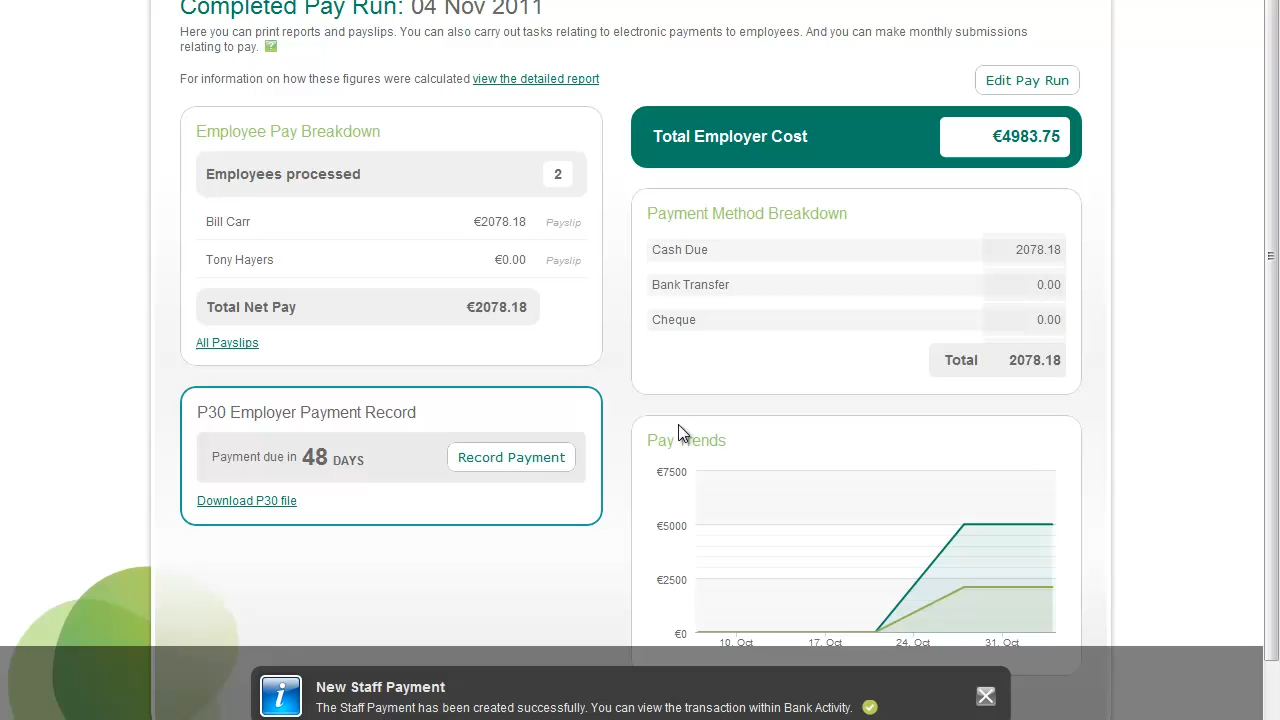 Completed Pay Run: 04 Nov 2011
Here you can print reports and payslips. You can also carry out tasks relating to electronic payments to employees. And you can make monthly submissions
relating to pay. ?
For information on how these figures were calculated view the detailed report
Edit Pay Run
Employee Pay Breakdown
Employees processed 2
Bill Carr €2078.18 Payslip
Tony Hayers €0.00 Payslip
Total Net Pay €2078.18
All Payslips
P30 Employer Payment Record
Payment due in 48 DAYS Record Payment
Download P30 file
Total Employer Cost €4983.75
Payment Method Breakdown
Cash Due 2078.18
Bank Transfer 0.00
Cheque 0.00
Total 2078.18
Pay Trends
€7500
€5000
€2500
€0
10. Oct 17. Oct 24. Oct 31. Oct
New Staff Payment
The Staff Payment has been created successfully. You can view the transaction within Bank Activity.